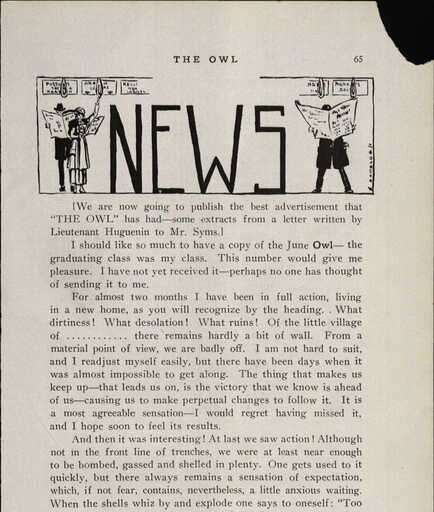 THE OWL 65
NEWS
[We are now going to publish the best advertisement that
"THE OWL" has had—some extracts from a letter written by
Lieutenant Huguenin to Mr. Syms.]
I should like so much to have a copy of the June Owl— the
graduating class was my class. This number would give me
pleasure. I have not yet received it—perhaps no one has thought
of sending it to me.
For almost two months I have been in full action, living
in a new home, as you will recognize by the heading. . What
dirtiness! What desolation! What ruins! Of the little village
of ............ there remains hardly a bit of wall. From a
material point of view, we are badly off. I am not hard to suit,
and I readjust myself easily, but there have been days when it
was almost impossible to get along. The thing that makes us
keep up—that leads us on, is the victory that we know is ahead
of us—causing us to make perpetual changes to follow it. It is
a most agreeable sensation—I would regret having missed it,
and I hope soon to feel its results.
And then it was interesting! At last we saw action! Although
not in the front line of trenches, we were at least near enough
to be bombed, gassed and shelled in plenty. One gets used to it
quickly, but there always remains a sensation of expectation,
which, if not fear, contains, nevertheless, a little anxious waiting.
When the shells whiz by and explode one says to oneself: "Too